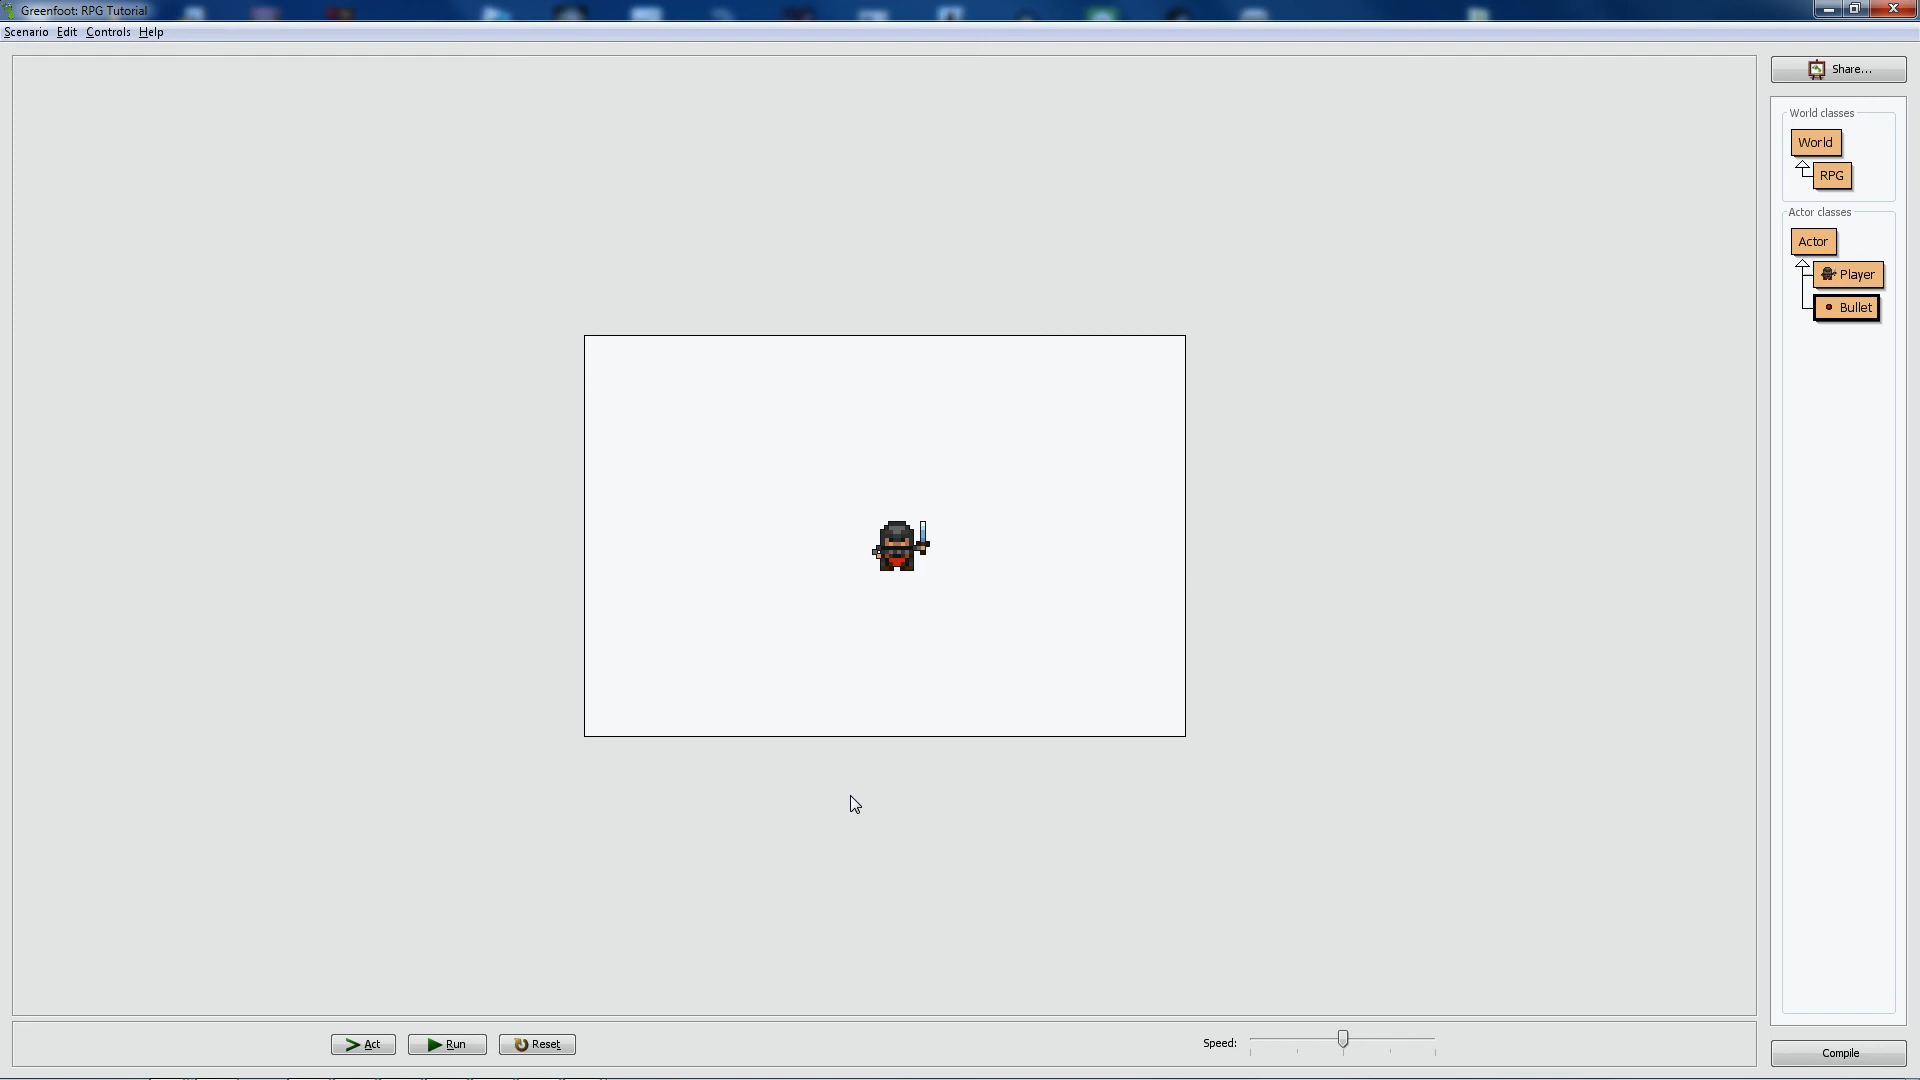 Greenfoot: RPG Tutorial
Scenario Edit Controls Help
Share...
World classes
World
RPG
Actor classes
Actor
Player
Bullet
Act Run Reset Speed:
Compile